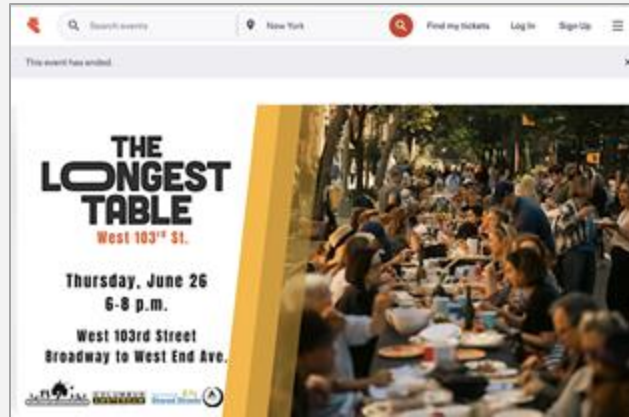 Search events
New York
Find my tickets
Log In
Sign Up
This event has ended.
THE
LONGEST
TABLE
West 103rd St.
Thursday, June 26
6-8 p.m.
West 103rd Street
Broadway to West End Ave.